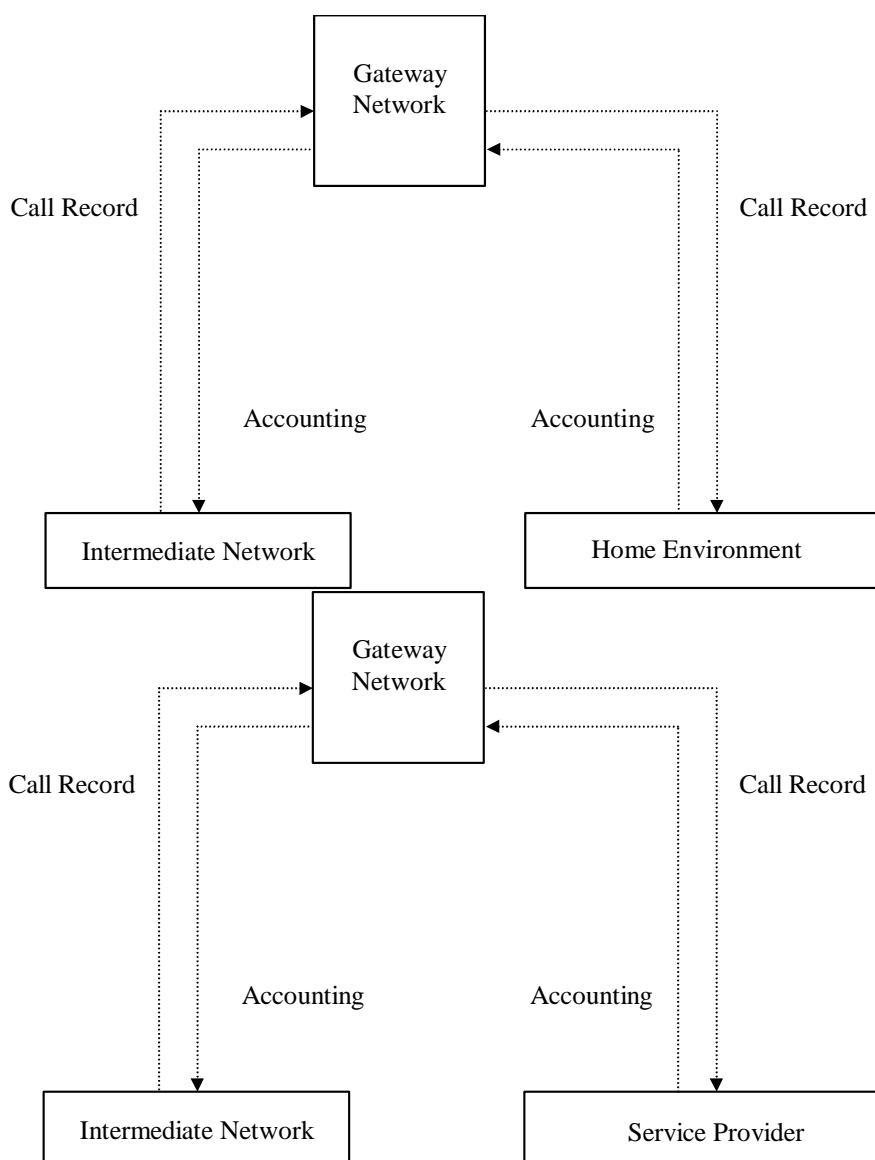 Gateway
Network
Call Record
Call Record
Accounting
Accounting
Intermediate Network
Home Environment
Gateway
Network
Call Record
Call Record
Accounting
Accounting
Intermediate Network
Service Provider